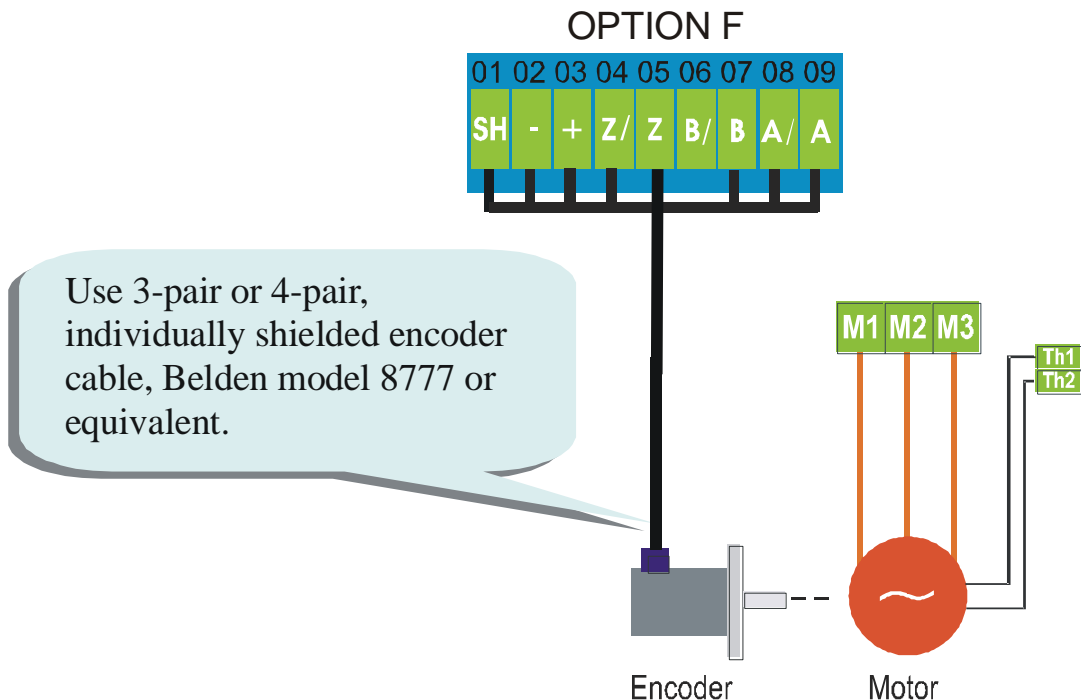 OPTION F
01 02 03 04 05 06 07 08 09
SH - + Z/ Z B/ B A/ A
Use 3-pair or 4-pair,
individually shielded encoder
cable, Belden model 8777 or
equivalent.
M1 M2 M3
Th1
Th2
Encoder
Motor